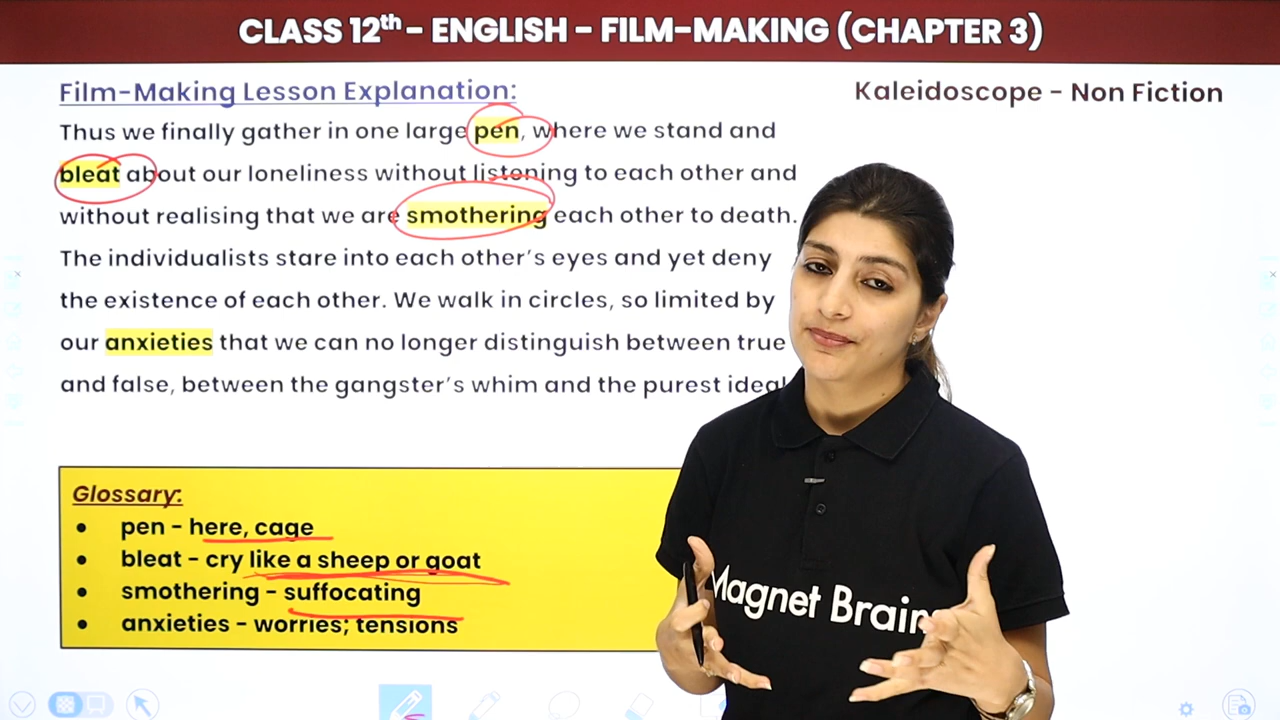 CLASS 12th - ENGLISH - FILM-MAKING (CHAPTER 3)
Film-Making Lesson Explanation:
Kaleidoscope - Non Fiction
Thus we finally gather in one large pen, where we stand and
bleat about our loneliness without listening to each other and
without realising that we are smothering each other to death.
The individualists stare into each other's eyes and yet deny
the existence of each other. We walk in circles, so limited by
our anxieties that we can no longer distinguish between true
and false, between the gangster's whim and the purest ideal
Glossary:
• pen - here, cage
• bleat - cry like a sheep or goat
• smothering - suffocating
• anxieties - worries; tensions
Magnet Brain